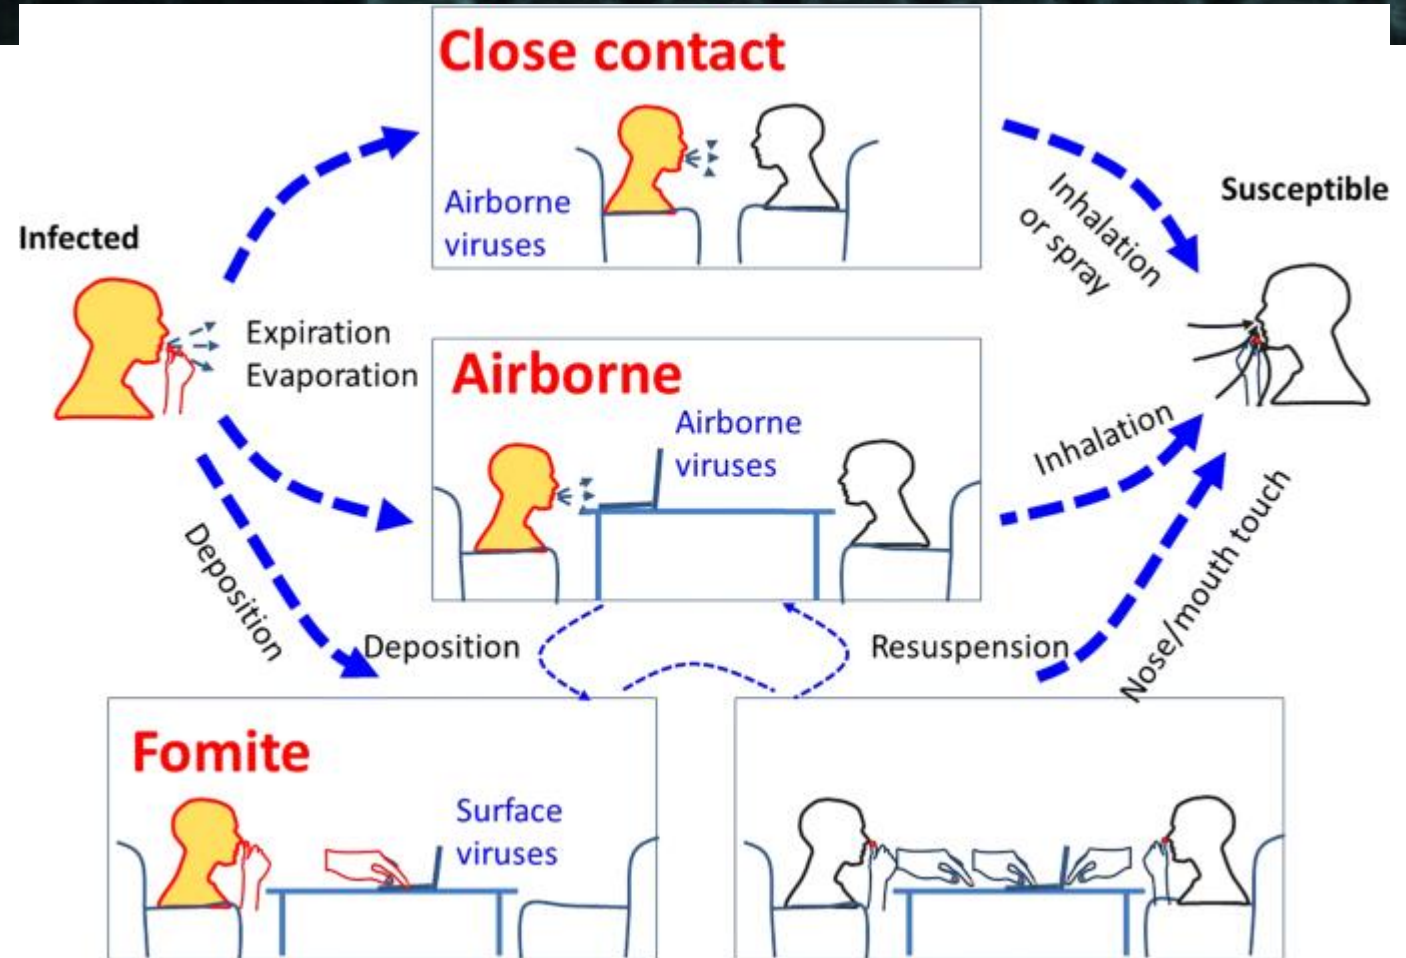 Close contact
Airborne
viruses
Infected
Susceptible
Inhalation
or spray
Expiration
Evaporation
Airborne
Airborne
viruses
Inhalation
Deposition
Deposition
Resuspension
Nose/mouth touch
Fomite
Surface
viruses